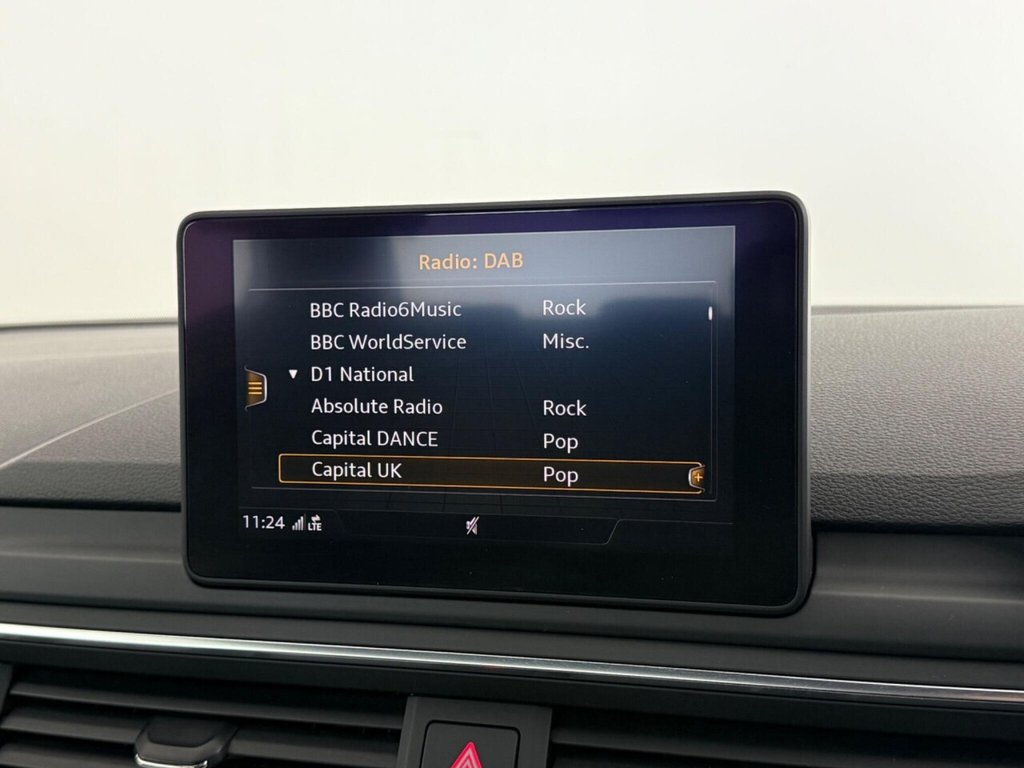 Radio: DAB
BBC Radio6Music Rock
BBC WorldService Misc.
D1 National
Absolute Radio Rock
Capital DANCE Pop
Capital UK Pop
11:24 LTE